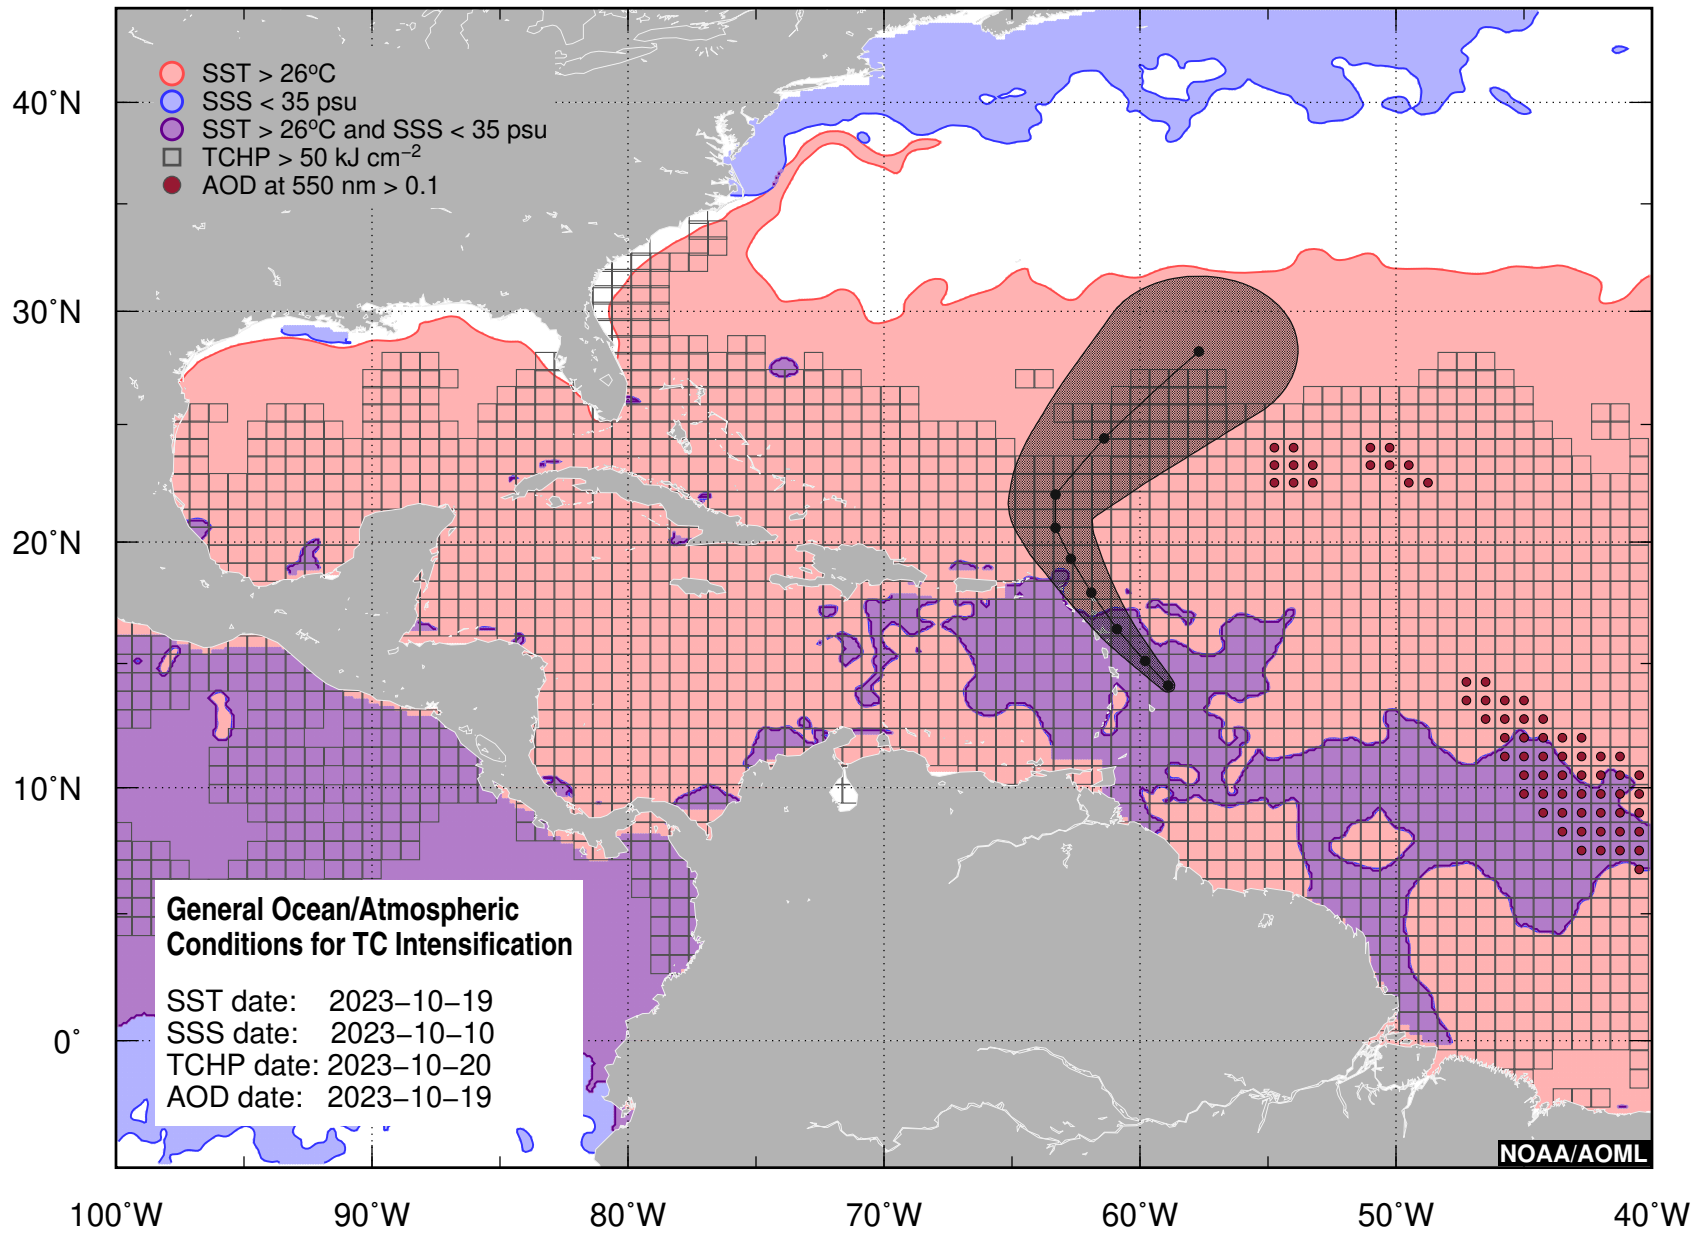 SST > 26°C
SSS < 35 psu
SST > 26°C and SSS < 35 psu
TCHP > 50 kJ cm⁻²
AOD at 550 nm > 0.1
40°N
30°N
20°N
10°N
0°
General Ocean/Atmospheric
Conditions for TC Intensification
SST date: 2023−10−19
SSS date: 2023−10−10
TCHP date: 2023−10−20
AOD date: 2023−10−19
NOAA/AOML
100°W 90°W 80°W 70°W 60°W 50°W 40°W